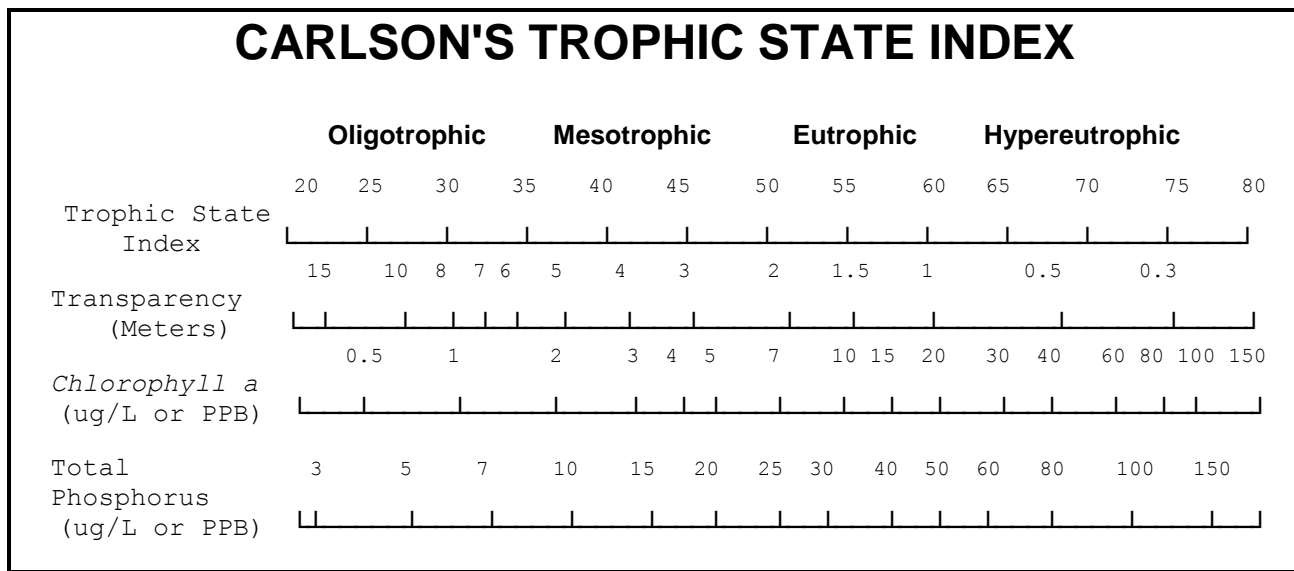 CARLSON'S TROPHIC STATE INDEX
Oligotrophic Mesotrophic Eutrophic Hypereutrophic
20 25 30 35 40 45 50 55 60 65 70 75 80
Trophic State
Index
15 10 8 7 6 5 4 3 2 1.5 1 0.5 0.3
Transparency
(Meters)
0.5 1 2 3 4 5 7 10 15 20 30 40 60 80 100 150
Chlorophyll a
(ug/L or PPB)
Total 3 5 7 10 15 20 25 30 40 50 60 80 100 150
Phosphorus
(ug/L or PPB)